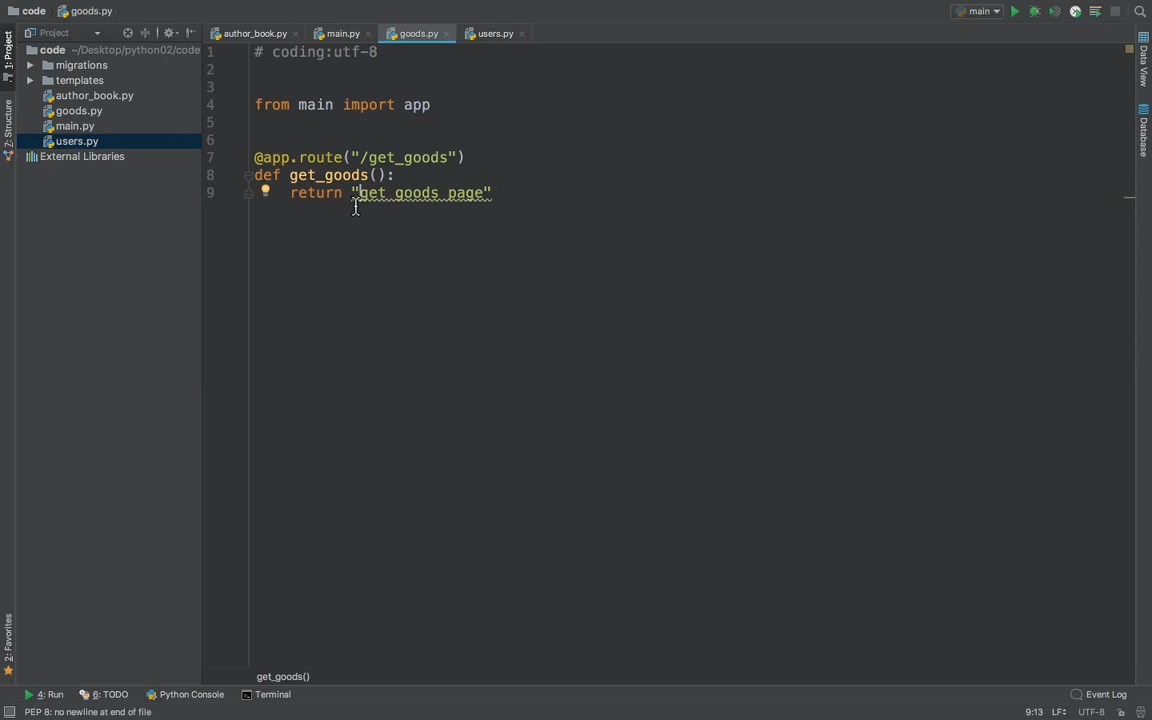 code goods.py main
Project author_book.py main.py goods.py users.py
1: Project
Z: Structure
2: Favorites
code ~/Desktop/python02/code
migrations
templates
author_book.py
goods.py
main.py
users.py
External Libraries
1 # coding:utf-8
2
3
4 from main import app
5
6
7 @app.route("/get_goods")
8 def get_goods():
9 return "get goods page"
get_goods()
Data View
Database
4: Run 6: TODO Python Console Terminal Event Log
PEP 8: no newline at end of file 9:13 LF UTF-8